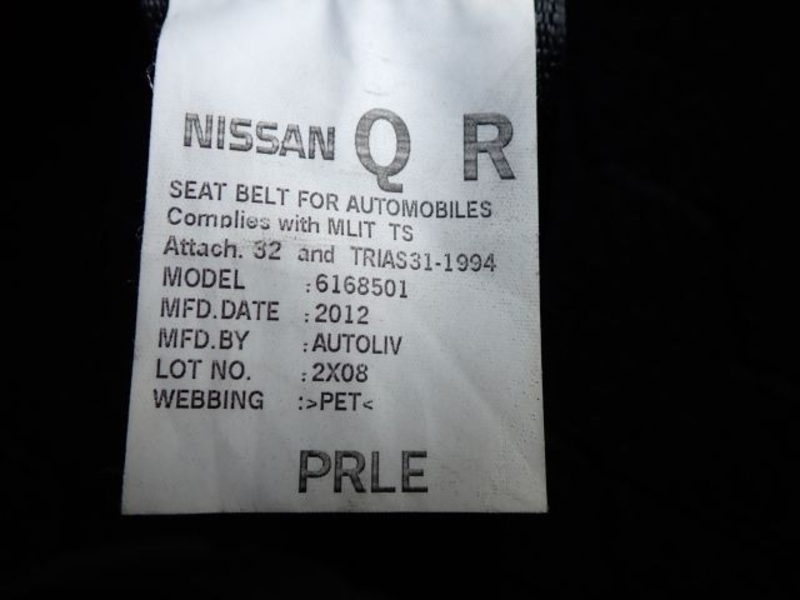 NISSAN Q R
SEAT BELT FOR AUTOMOBILES
Complies with MLIT TS
Attach. 32 and TRIAS31-1994
MODEL :6168501
MFD.DATE :2012
MFD.BY :AUTOLIV
LOT NO. :2X08
WEBBING :>PET<
PRLE